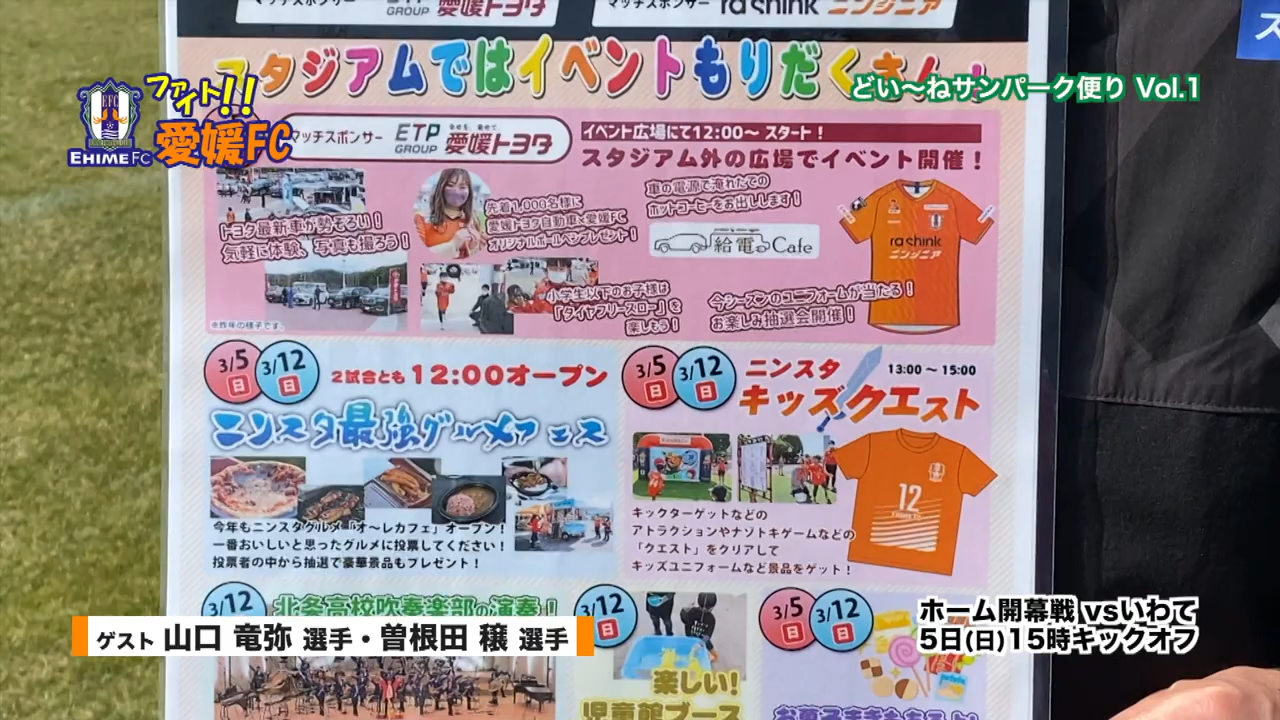 マッチスポンサー ETP GROUP 愛媛トヨタ
マッチスポンサー rashink ニンジニア
スタジアムではイベントもりだくさん！
ファイト!!
愛媛FC
EFC
EHIME FC
どい〜ねサンパーク便り Vol.1
マッチスポンサー ETP GROUP 愛媛トヨタ
イベント広場にて12:00〜 スタート！
スタジアム外の広場でイベント開催！
トヨタ最新車が勢ぞろい！
気軽に体験、写真も撮ろう！
※昨年の様子です。
先着1,000名様に
愛媛トヨタ自動車×愛媛FC
オリジナルボールペンプレゼント！
車の電源で淹れたての
ホットコーヒーをお出しします！
給電Cafe
小学生以下のお子様は
「タイヤフリースロー」を
楽しもう！
今シーズンのユニフォームが当たる！
お楽しみ抽選会開催！
rashink
ニンジニア
3/5 日 3/12 日 2試合とも12:00オープン
ニンスタ最強グルメフェス
今年もニンスタグルメ「オ〜レカフェ」オープン！
一番おいしいと思ったグルメに投票してください！
投票者の中から抽選で豪華景品もプレゼント！
3/5 日 3/12 日 ニンスタ 13:00 〜 15:00
キッズクエスト
キックターゲットなどの
アトラクションやナゾトキゲームなどの
「クエスト」をクリアして
キッズユニフォームなど景品をゲット！
12
3/12 北条高校吹奏楽部の演奏！
3/12 日
楽しい！
児童館ブース
3/5 日 3/12 日
お菓子まきもあるよ！
ゲスト 山口 竜弥 選手・曽根田 穣 選手
ホーム開幕戦 vsいわて
5日(日)15時キックオフ
ス